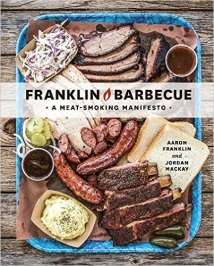 FRANKLIN BARBECUE
• A MEAT-SMOKING MANIFESTO •
AARON
FRANKLIN
and
JORDAN
MACKAY